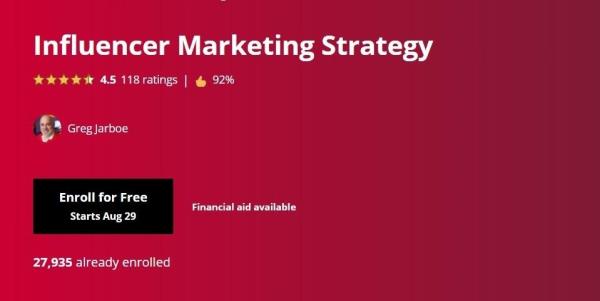 Influencer Marketing Strategy
4.5 118 ratings | 92%
Greg Jarboe
Enroll for Free
Starts Aug 29
Financial aid available
27,935 already enrolled